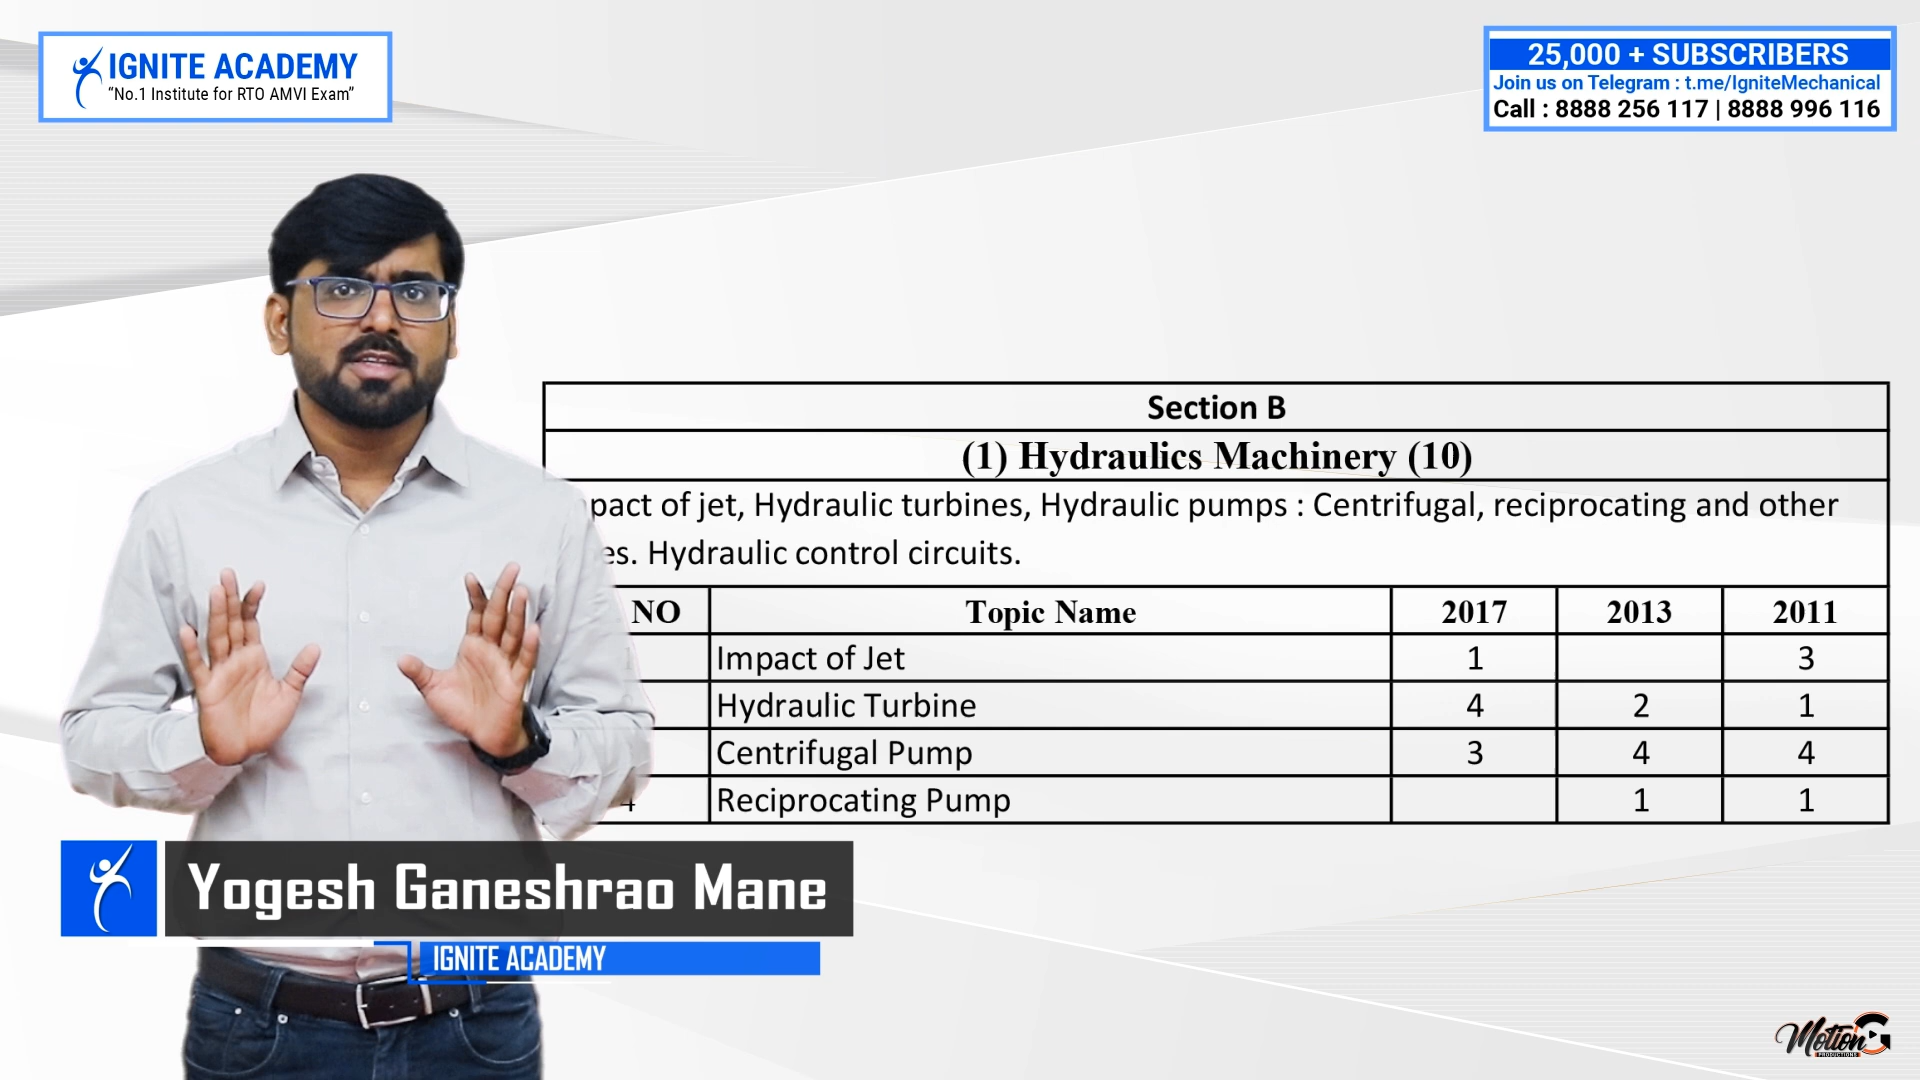 IGNITE ACADEMY
“No.1 Institute for RTO AMVI Exam”
25,000 + SUBSCRIBERS
Join us on Telegram : t.me/IgniteMechanical
Call : 8888 256 117 | 8888 996 116
Section B
(1) Hydraulics Machinery (10)
pact of jet, Hydraulic turbines, Hydraulic pumps : Centrifugal, reciprocating and other
es. Hydraulic control circuits.
NO Topic Name 2017 2013 2011
Impact of Jet 1 3
Hydraulic Turbine 4 2 1
Centrifugal Pump 3 4 4
4 Reciprocating Pump 1 1
Yogesh Ganeshrao Mane
IGNITE ACADEMY
Motion G
PRODUCTIONS